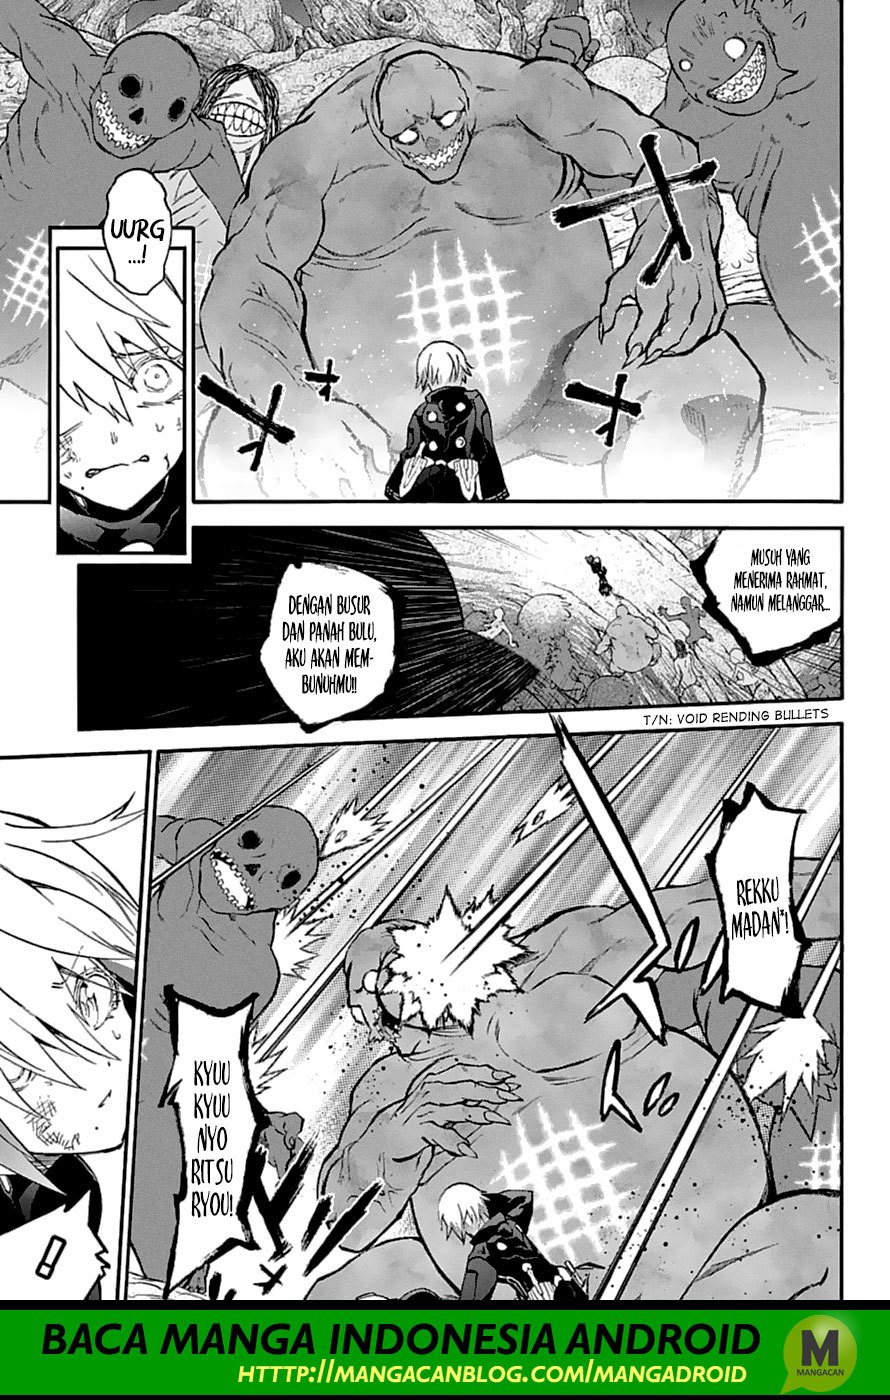 UURG
...!
MUSUH YANG
MENERIMA RAHMAT,
NAMUN MELANGGAR...
DENGAN BUSUR
DAN PANAH BULU,
AKU AKAN MEM-
BUNUHMU!!
T/N: VOID RENDING BULLETS
REKKU
MADAN*!
KYUU
KYUU
NYO
RITSU
RYOU!
!
BACA MANGA INDONESIA ANDROID
HTTTP://MANGACANBLOG.COM/MANGADROID
M
MANGACAN